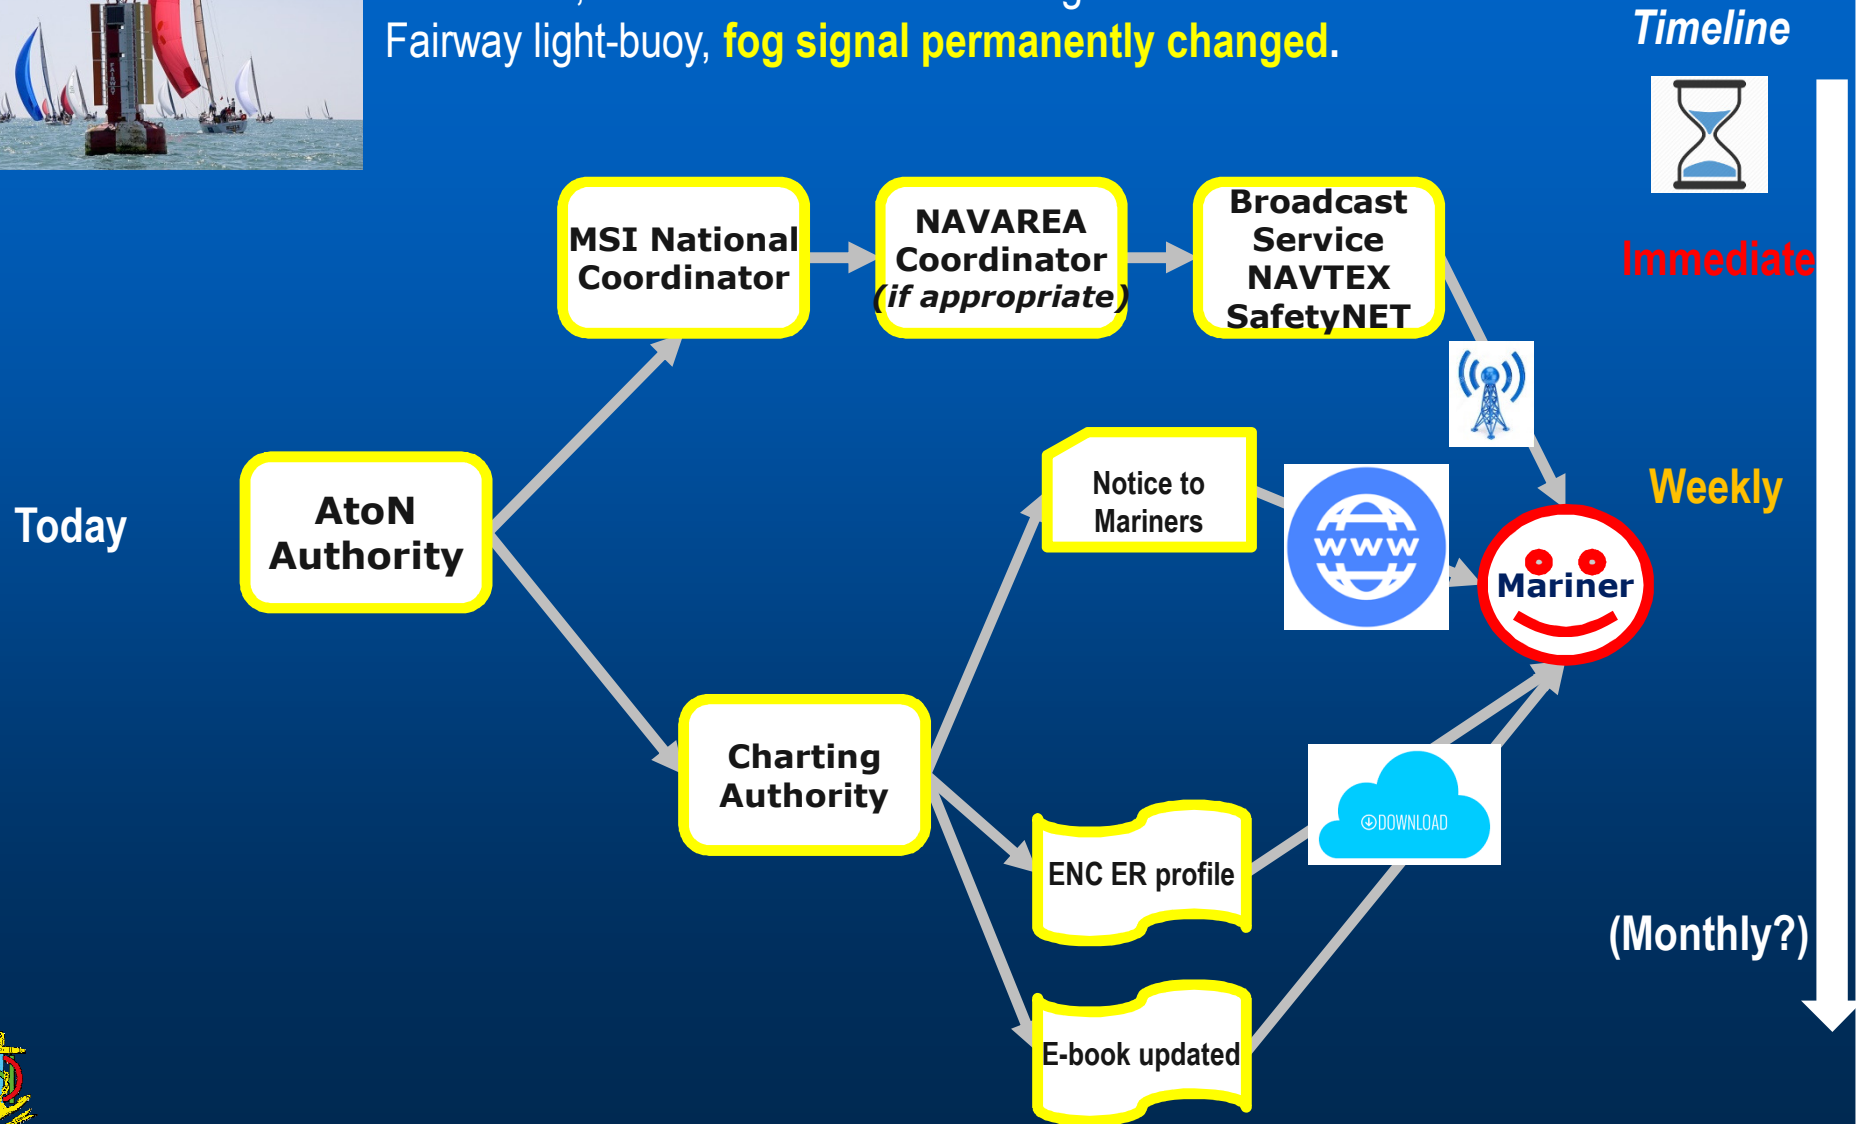 Fairway light-buoy, fog signal permanently changed.
Timeline
FAIRWAY
MSI National
Coordinator
NAVAREA
Coordinator
(if appropriate)
Broadcast
Service
NAVTEX
SafetyNET
Immediate
Notice to
Mariners
WWW
Weekly
Today
AtoN
Authority
Mariner
Charting
Authority
DOWNLOAD
ENC ER profile
(Monthly?)
E-book updated